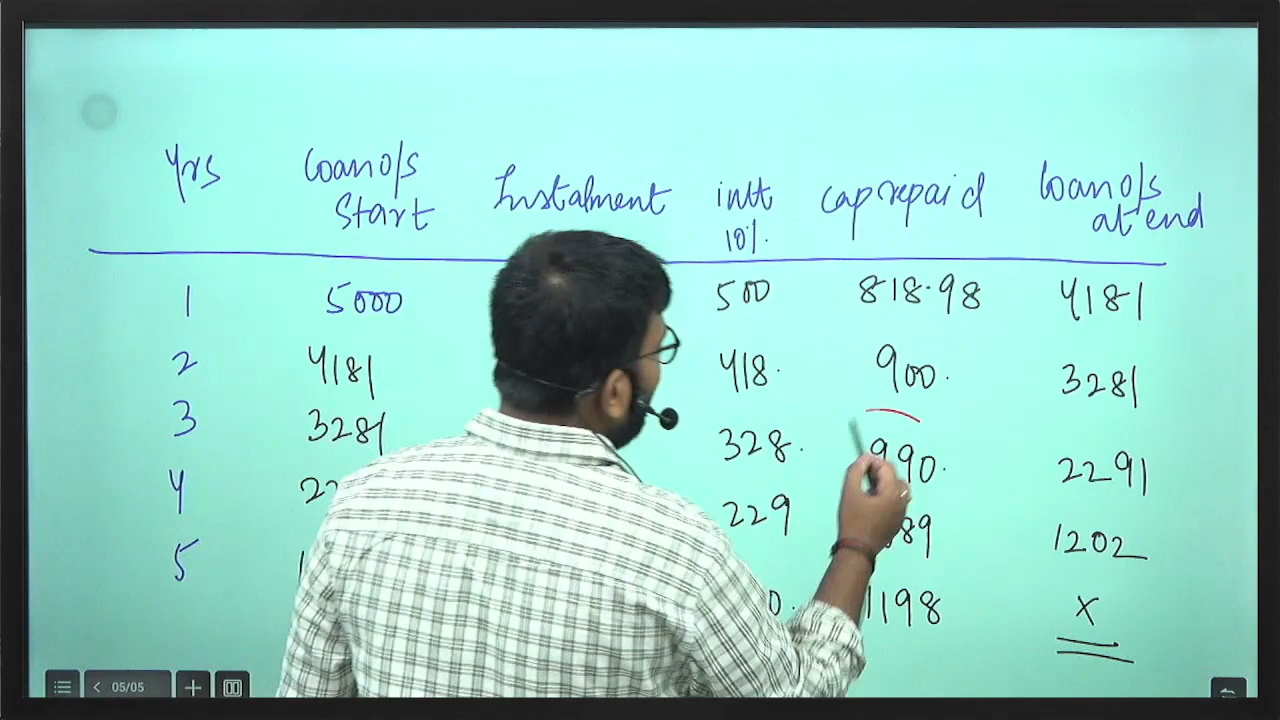 Yrs Loan o/s Start Instalment intt 10%. cap repaid Loan o/s at end
1 5000 500 818.98 4181
2 4181 418. 900. 3281
3 3281 328. 990. 2291
4 229 1202
5 1198 x
05/05